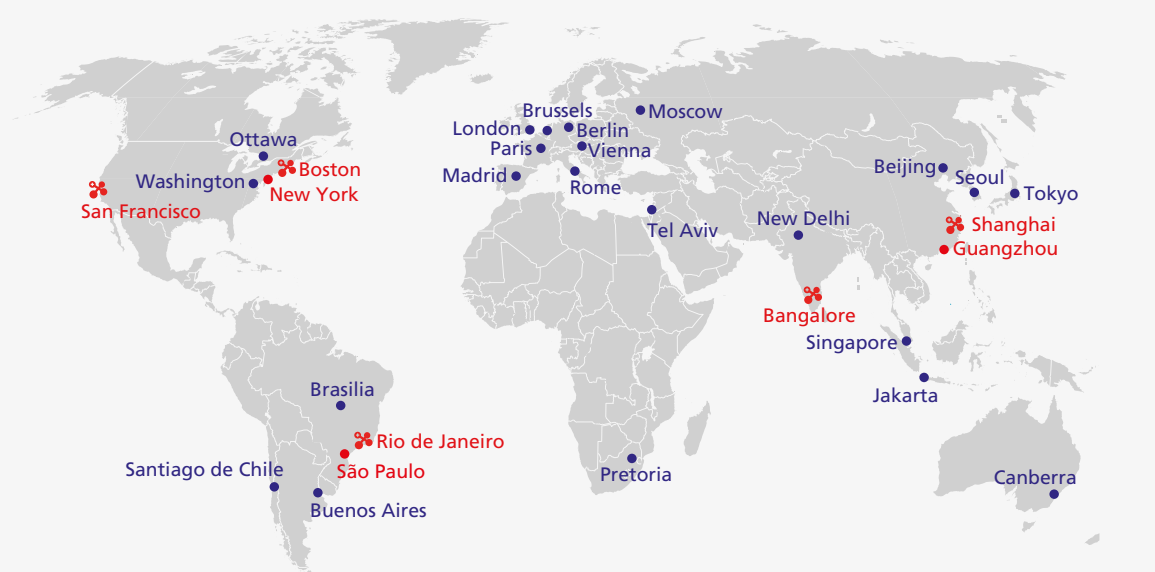 Brussels
Moscow
London
Berlin
Ottawa
Paris
Vienna
Boston
Beijing
Madrid
Seoul
Washington
Rome
New York
Tokyo
San Francisco
New Delhi
Shanghai
Tel Aviv
Guangzhou
Bangalore
Singapore
Brasilia
Jakarta
Rio de Janeiro
Santiago de Chile
São Paulo
Pretoria
Canberra
Buenos Aires